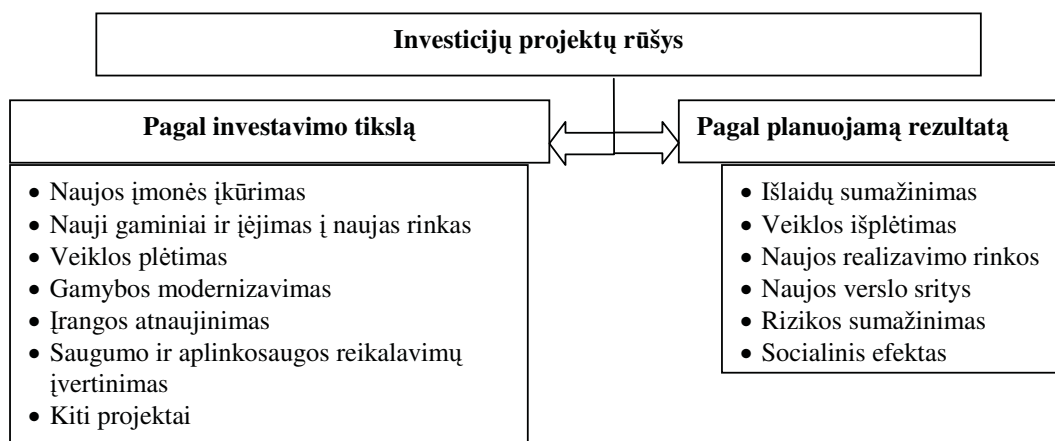 Investicijų projektų rūšys
Pagal investavimo tikslą
• Naujos įmonės įkūrimas
• Nauji gaminiai ir įėjimas į naujas rinkas
• Veiklos plėtimas
• Gamybos modernizavimas
• Įrangos atnaujinimas
• Saugumo ir aplinkosaugos reikalavimų
įvertinimas
• Kiti projektai
Pagal planuojamą rezultatą
• Išlaidų sumažinimas
• Veiklos išplėtimas
• Naujos realizavimo rinkos
• Naujos verslo sritys
• Rizikos sumažinimas
• Socialinis efektas